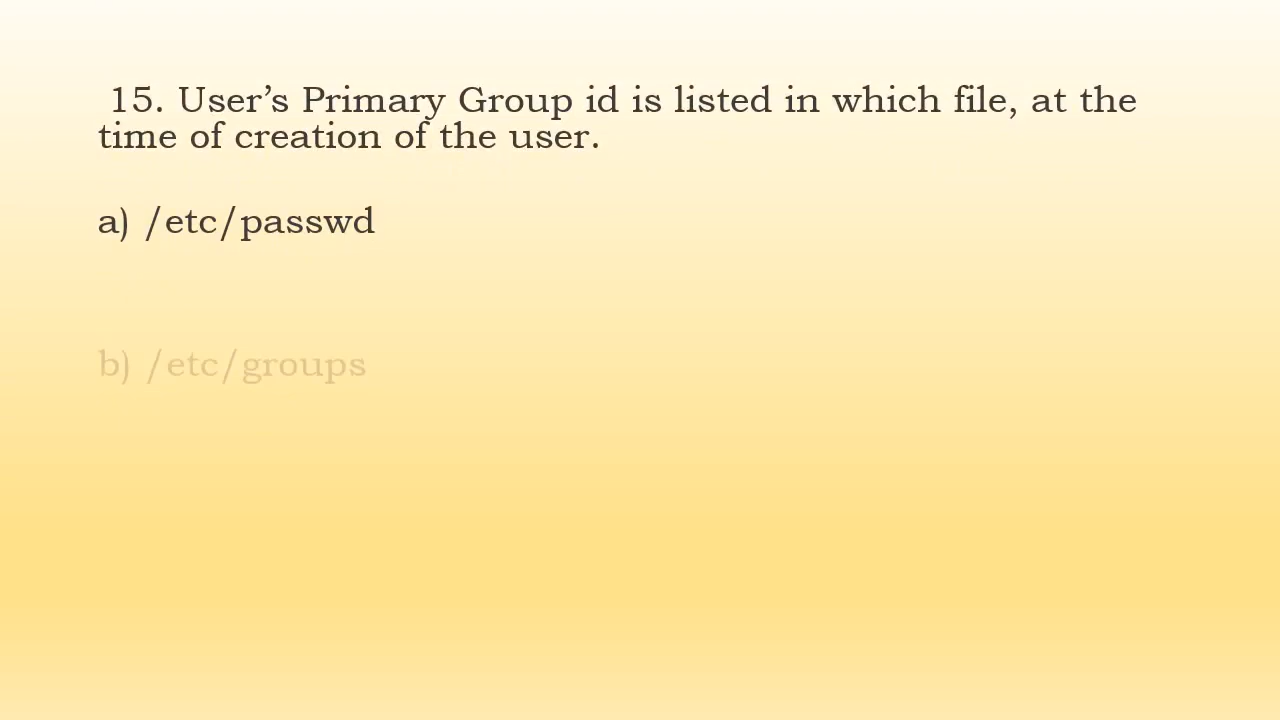 15. User’s Primary Group id is listed in which file, at the
time of creation of the user.
a) /etc/passwd
b) /etc/groups